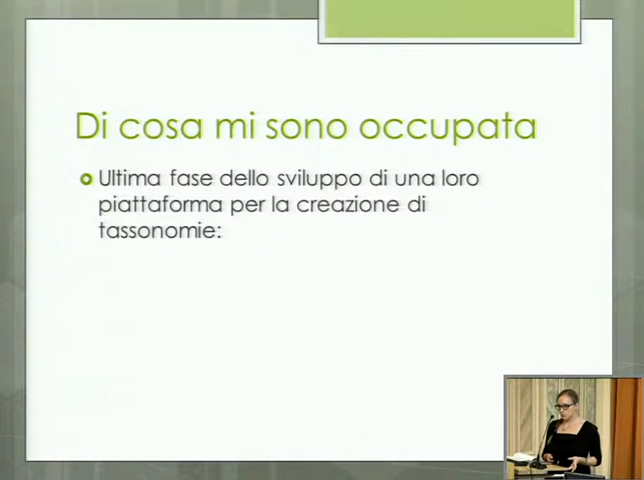 Di cosa mi sono occupata
Ultima fase dello sviluppo di una loro
piattaforma per la creazione di
tassonomie: